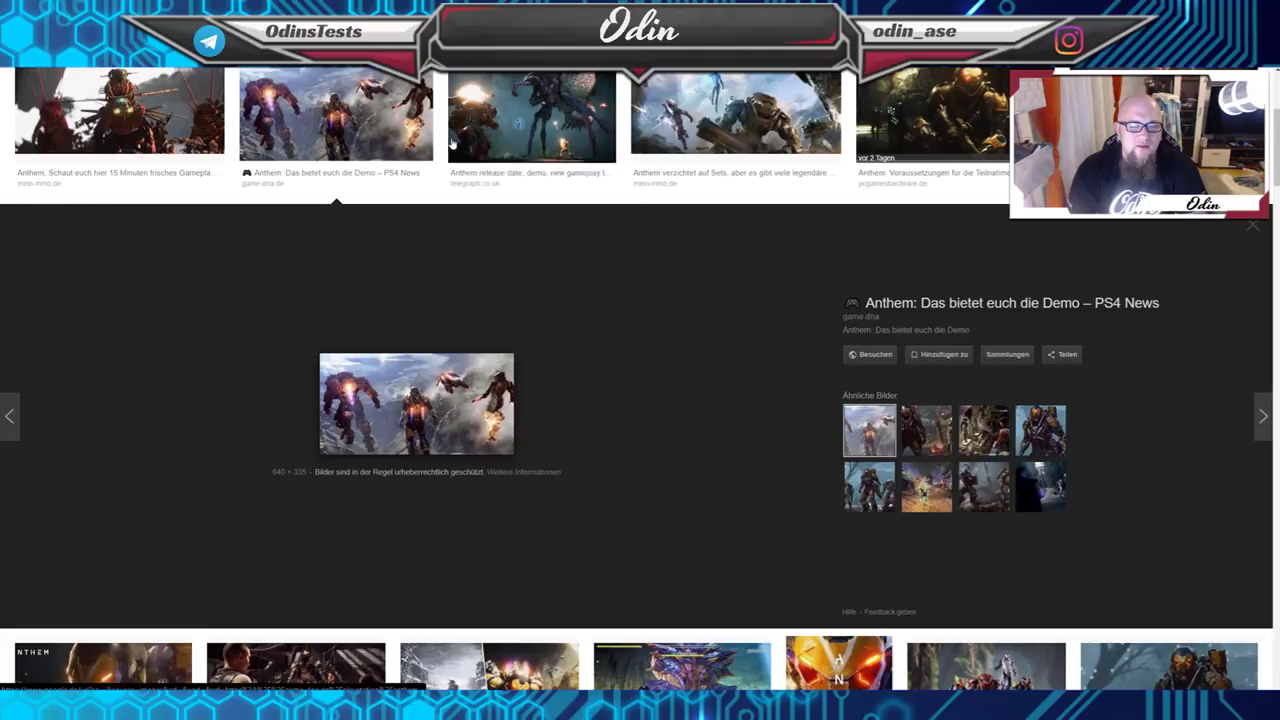 OdinsTests
Odin
odin_ase
Anthem: Schaut euch hier 15 Minuten frisches Gamepla...
mein-mmo.de
Anthem: Das bietet euch die Demo – PS4 News
game-dna.de
Anthem release date, demo, new gameplay t...
telegraph.co.uk
Anthem verzichtet auf Sets, aber es gibt viele legendäre ...
mein-mmo.de
vor 2 Tagen
Anthem: Voraussetzungen für die Teilnahme
pcgameshardware.de
Odin
Anthem: Das bietet euch die Demo – PS4 News
game.dna
Anthem: Das bietet euch die Demo
Besuchen
Hinzufügen zu
Sammlungen
Teilen
Ähnliche Bilder
640 × 335 - Bilder sind in der Regel urheberrechtlich geschützt. Weitere Informationen
Hilfe - Feedback geben
NTHEM
N